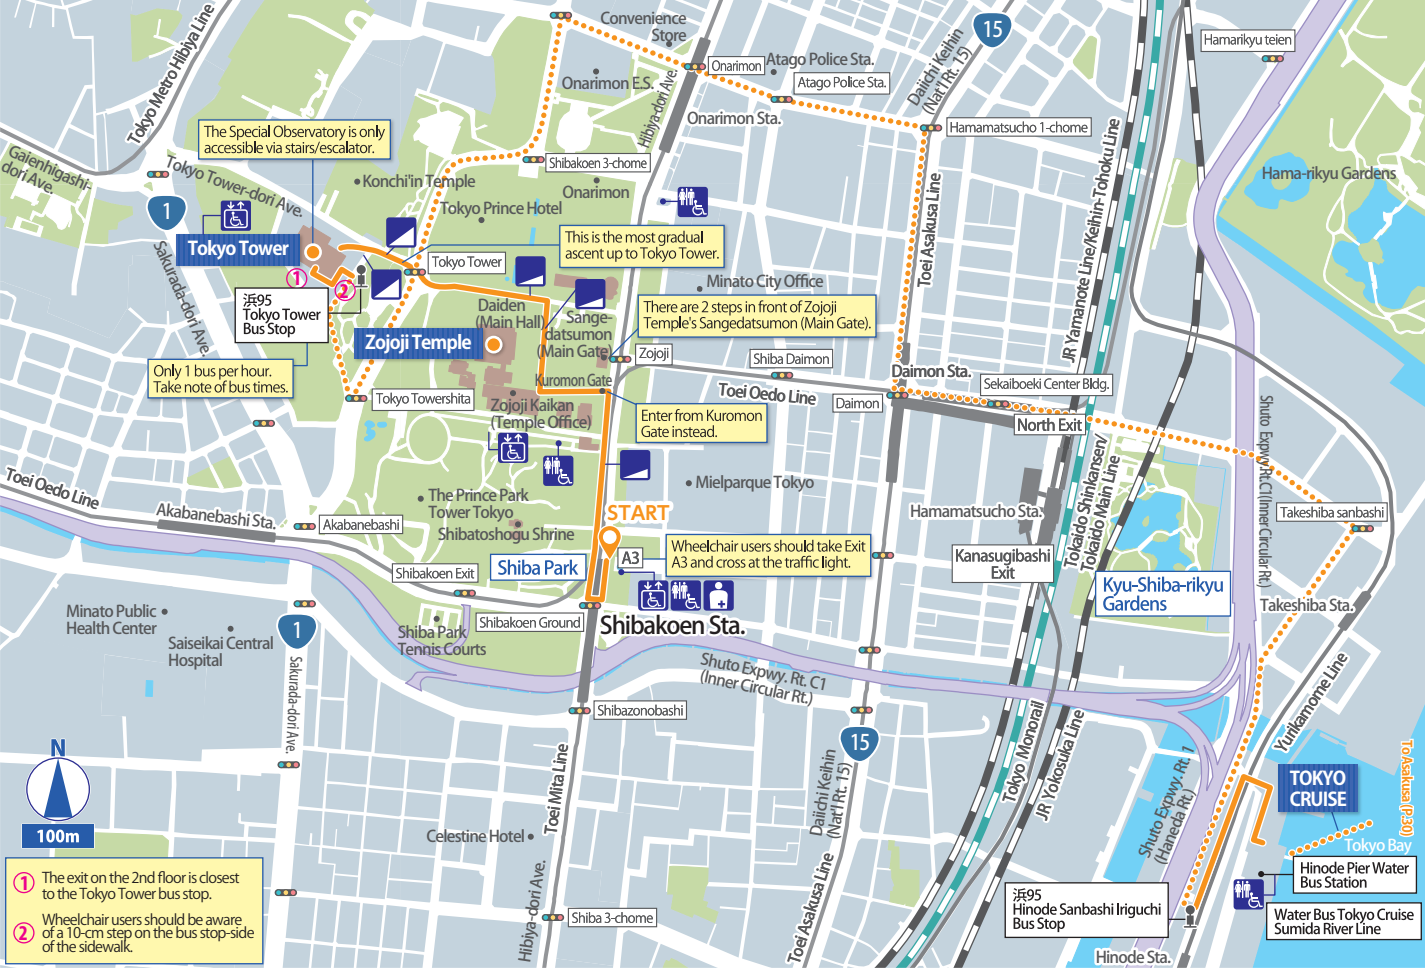 Tokyo Metro Hibiya Line
Convenience
Store
15
Hamarikyu teien
Onarimon
Atago Police Sta.
Atago Police Sta.
Daiichi Keihin
(Nat'l Rt. 15)
Onarimon E.S.
Hibiya-dori Ave.
Onarimon Sta.
Hamamatsucho 1-chome
The Special Observatory is only
accessible via stairs/escalator.
Gaienhigashi-
dori Ave.
Tokyo Tower-dori Ave.
Shibakoen 3-chome
Konchi'in Temple
Onarimon
Hama-rikyu Gardens
1
Tokyo Prince Hotel
Toei Asakusa Line
JR Yamanote Line/Keihin-Tohoku Line
Tokyo Tower
This is the most gradual
ascent up to Tokyo Tower.
Tokyo Tower
Sakurada-dori Ave.
1
2
浜95
Tokyo Tower
Bus Stop
Minato City Office
Daiden
(Main Hall)
Sange-
datsumon
(Main Gate)
There are 2 steps in front of Zojoji
Temple's Sangedatsumon (Main Gate).
Zojoji Temple
Zojoji
Shiba Daimon
Only 1 bus per hour.
Take note of bus times.
Kuromon Gate
Toei Oedo Line
Daimon Sta.
Sekaiboeki Center Bldg.
Tokyo Towershita
Zojoji Kaikan
(Temple Office)
Enter from Kuromon
Gate instead.
Daimon
North Exit
Shuto Expwy. Rt. C1 (Inner Circular Rt.)
Tokaido Shinkansen/
Tokaido Main Line
Toei Oedo Line
Mielparque Tokyo
The Prince Park
Tower Tokyo
Shibatoshogu Shrine
START
Hamamatsucho Sta.
Takeshiba sanbashi
Akabanebashi Sta.
Akabanebashi
A3
Wheelchair users should take Exit
A3 and cross at the traffic light.
Kanasugibashi
Exit
Shiba Park
Shibakoen Exit
Kyu-Shiba-rikyu
Gardens
Takeshiba Sta.
Minato Public
Health Center
Saiseikai Central
Hospital
1
Shiba Park
Tennis Courts
Shibakoen Ground
Shibakoen Sta.
Sakurada-dori Ave.
Shuto Expwy. Rt. C1
(Inner Circular Rt.)
Yurikamome Line
Shibazonobashi
15
Tokyo Monorail
JR Yokosuka Line
N
100m
Toei Mita Line
Daiichi Keihin
(Nat'l Rt. 15)
Shuto Expwy. Rt. 1
(Haneda Rt.)
TOKYO
CRUISE
To Asakusa (P.30)
Tokyo Bay
Celestine Hotel
Hibiya-dori Ave.
Toei Asakusa Line
1 The exit on the 2nd floor is closest
to the Tokyo Tower bus stop.
2 Wheelchair users should be aware
of a 10-cm step on the bus stop-side
of the sidewalk.
Shiba 3-chome
浜95
Hinode Sanbashi Iriguchi
Bus Stop
Hinode Pier Water
Bus Station
Water Bus Tokyo Cruise
Sumida River Line
Hinode Sta.